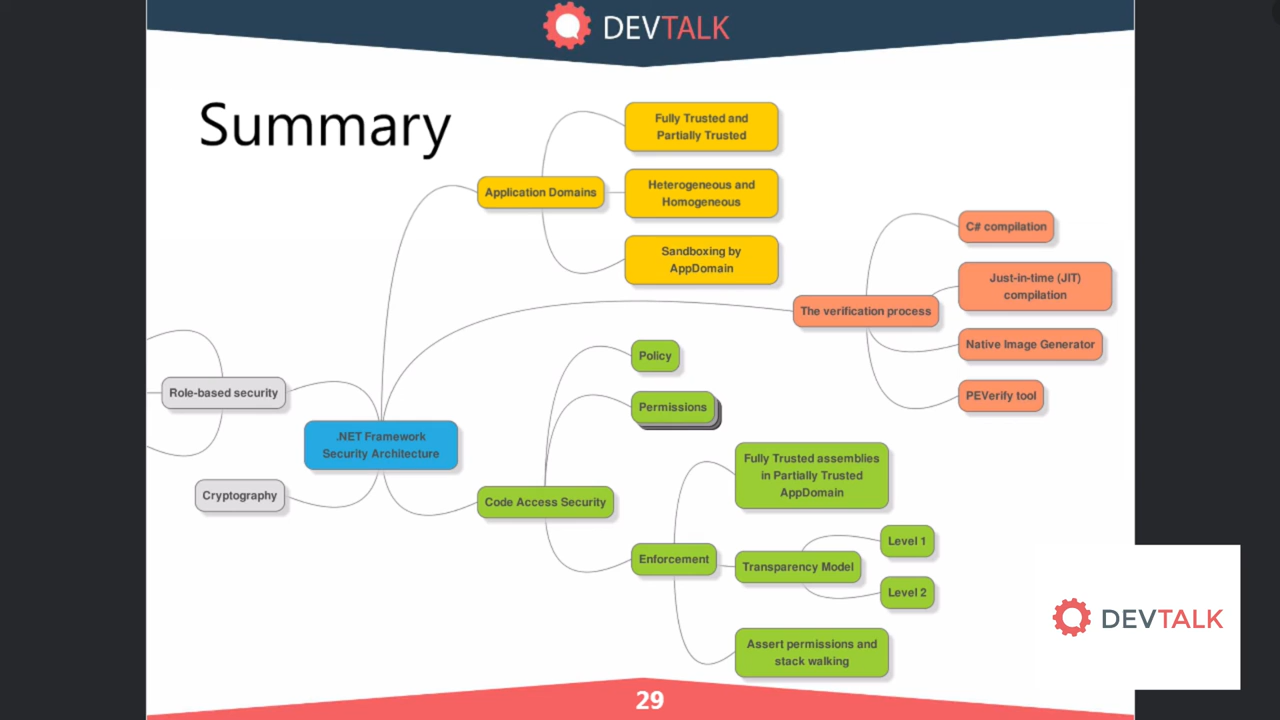 DEVTALK
Summary
Fully Trusted and
Partially Trusted
Application Domains
Heterogeneous and
Homogeneous
Sandboxing by
AppDomain
C# compilation
Just-in-time (JIT)
compilation
The verification process
Native Image Generator
PEVerify tool
Policy
Permissions
Role-based security
.NET Framework
Security Architecture
Cryptography
Code Access Security
Fully Trusted assemblies
in Partially Trusted
AppDomain
Enforcement
Transparency Model
Level 1
Level 2
Assert permissions and
stack walking
DEVTALK
29